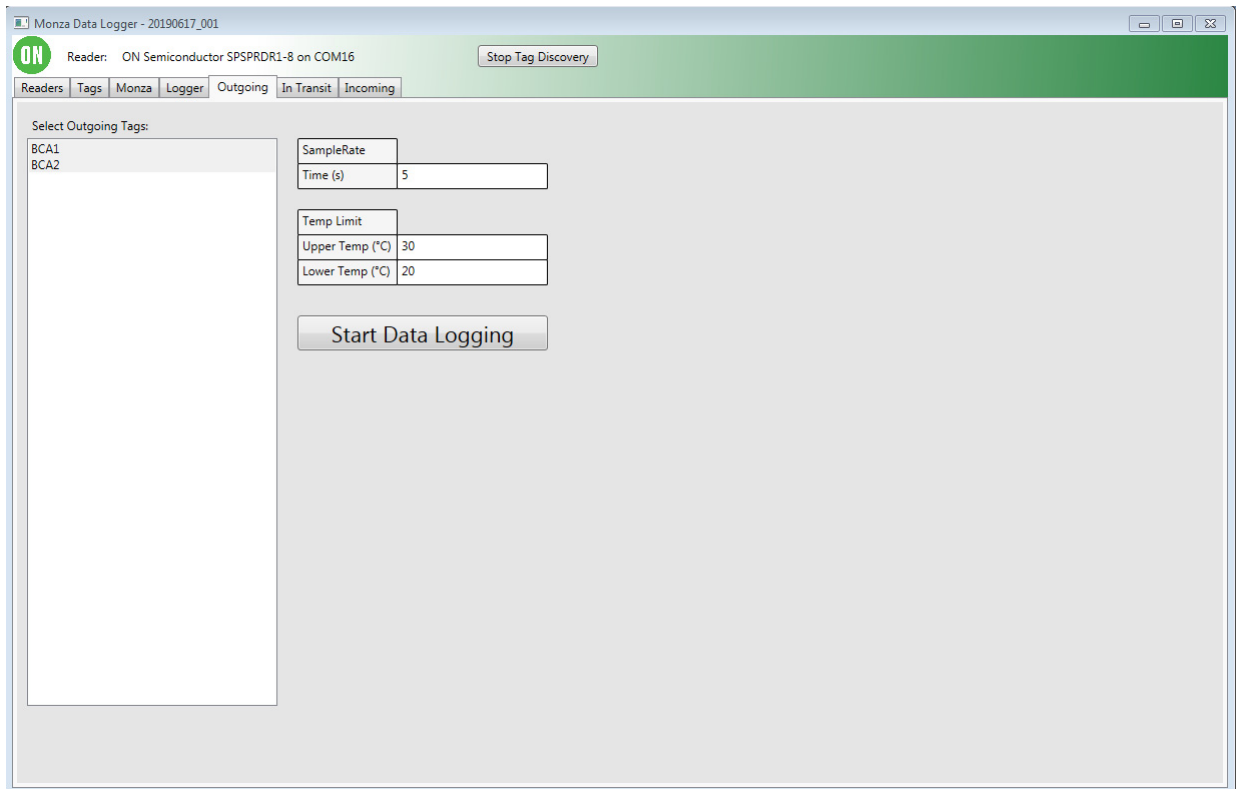 Monza Data Logger - 20190617_001
ON
Reader: ON Semiconductor SPSPRDR1-8 on COM16
Stop Tag Discovery
Readers Tags Monza Logger Outgoing In Transit Incoming
Select Outgoing Tags:
BCA1
BCA2
SampleRate
Time (s) 5
Temp Limit
Upper Temp (°C) 30
Lower Temp (°C) 20
Start Data Logging